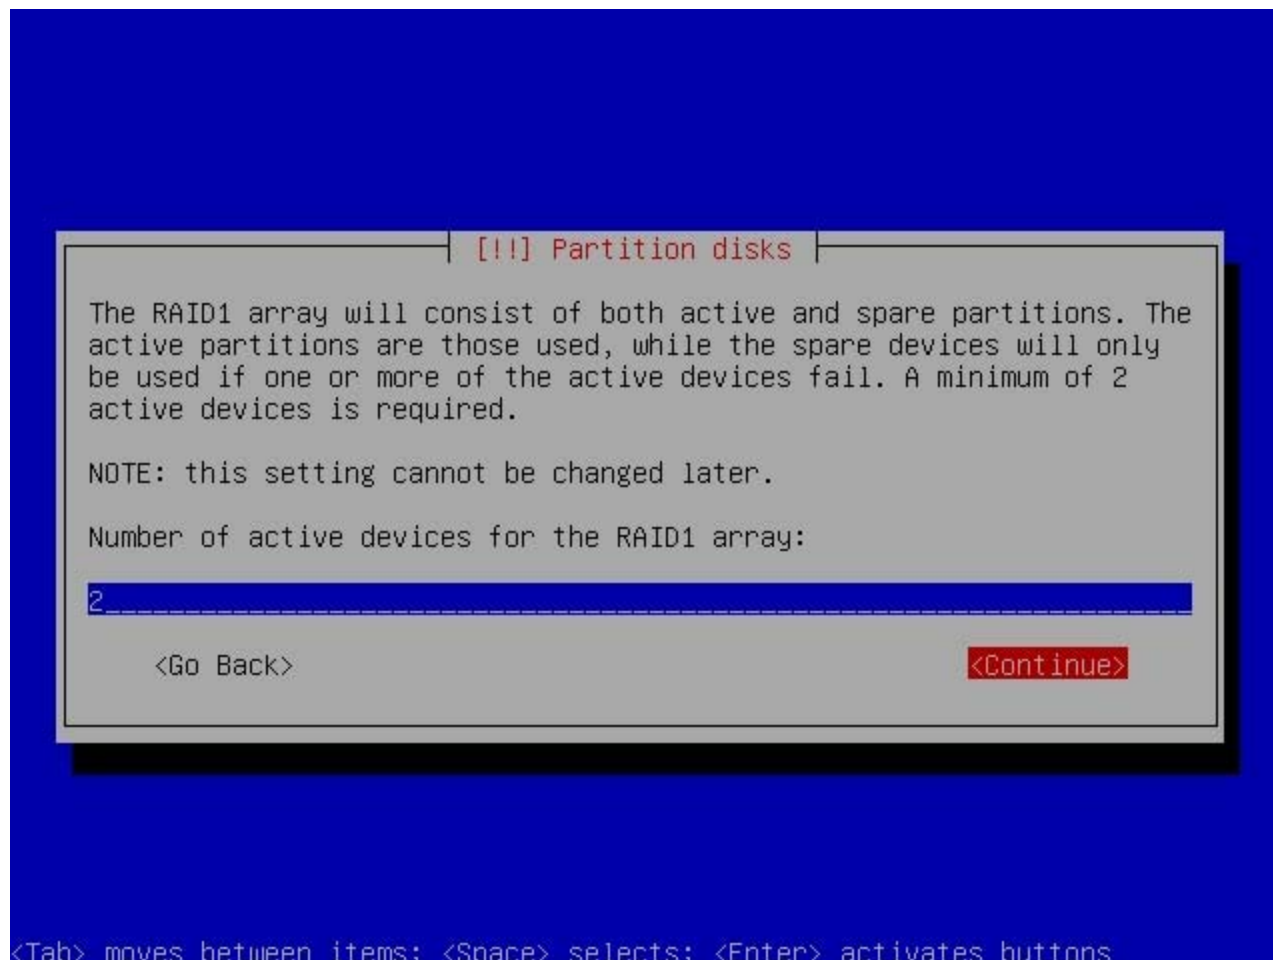 [!!] Partition disks
The RAID1 array will consist of both active and spare partitions. The
active partitions are those used, while the spare devices will only
be used if one or more of the active devices fail. A minimum of 2
active devices is required.
NOTE: this setting cannot be changed later.
Number of active devices for the RAID1 array:
2
<Go Back> <Continue>
<Tab> moves between items; <Space> selects; <Enter> activates buttons